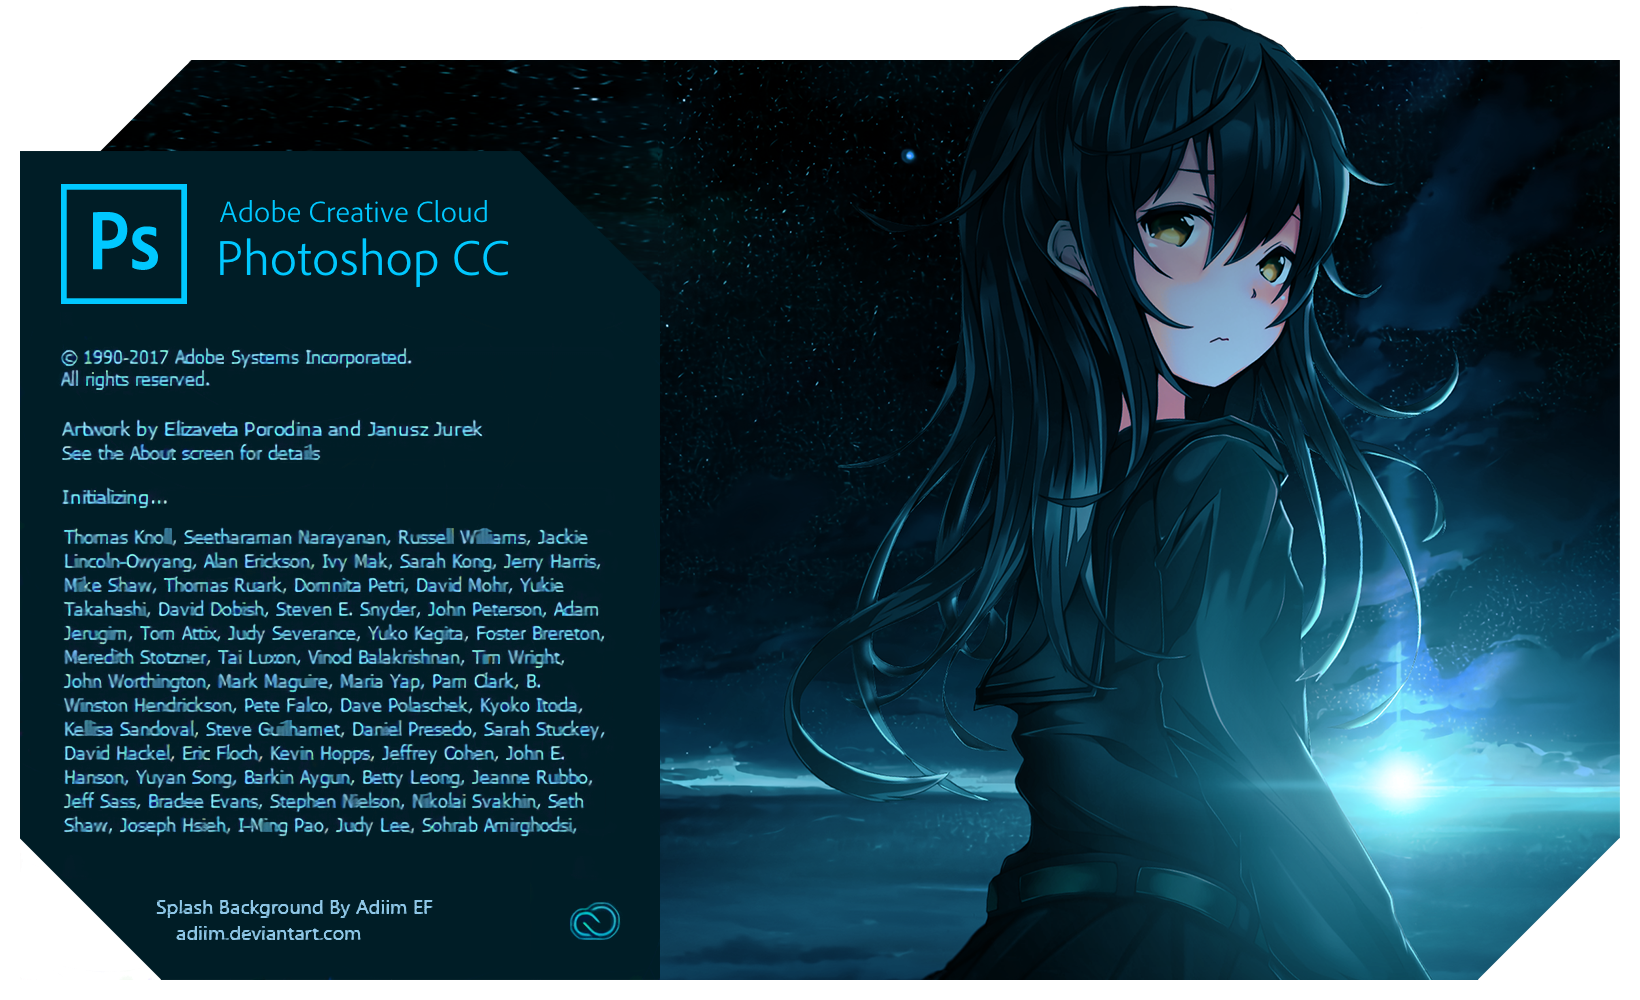 Ps
Adobe Creative Cloud
Photoshop CC
© 1990-2017 Adobe Systems Incorporated.
All rights reserved.
Artwork by Elizaveta Porodina and Janusz Jurek
See the About screen for details
Initializing...
Thomas Knoll, Seetharaman Narayanan, Russell Williams, Jackie
Lincoln-Owyang, Alan Erickson, Ivy Mak, Sarah Kong, Jerry Harris,
Mike Shaw, Thomas Ruark, Domnita Petri, David Mohr, Yukie
Takahashi, David Dobish, Steven E. Snyder, John Peterson, Adam
Jerugim, Tom Attix, Judy Severance, Yuko Kagita, Foster Brereton,
Meredith Stotzner, Tai Luxon, Vinod Balakrishnan, Tim Wright,
John Worthington, Mark Maguire, Maria Yap, Pam Clark, B.
Winston Hendrickson, Pete Falco, Dave Polaschek, Kyoko Itoda,
Kellisa Sandoval, Steve Guilhamet, Daniel Presedo, Sarah Stuckey,
David Hackel, Eric Floch, Kevin Hopps, Jeffrey Cohen, John E.
Hanson, Yuyan Song, Barkin Aygun, Betty Leong, Jeanne Rubbo,
Jeff Sass, Bradee Evans, Stephen Nielson, Nikolai Svakhin, Seth
Shaw, Joseph Hsieh, I-Ming Pao, Judy Lee, Sohrab Amirghodsi,
Splash Background By Adiim EF
adiim.deviantart.com